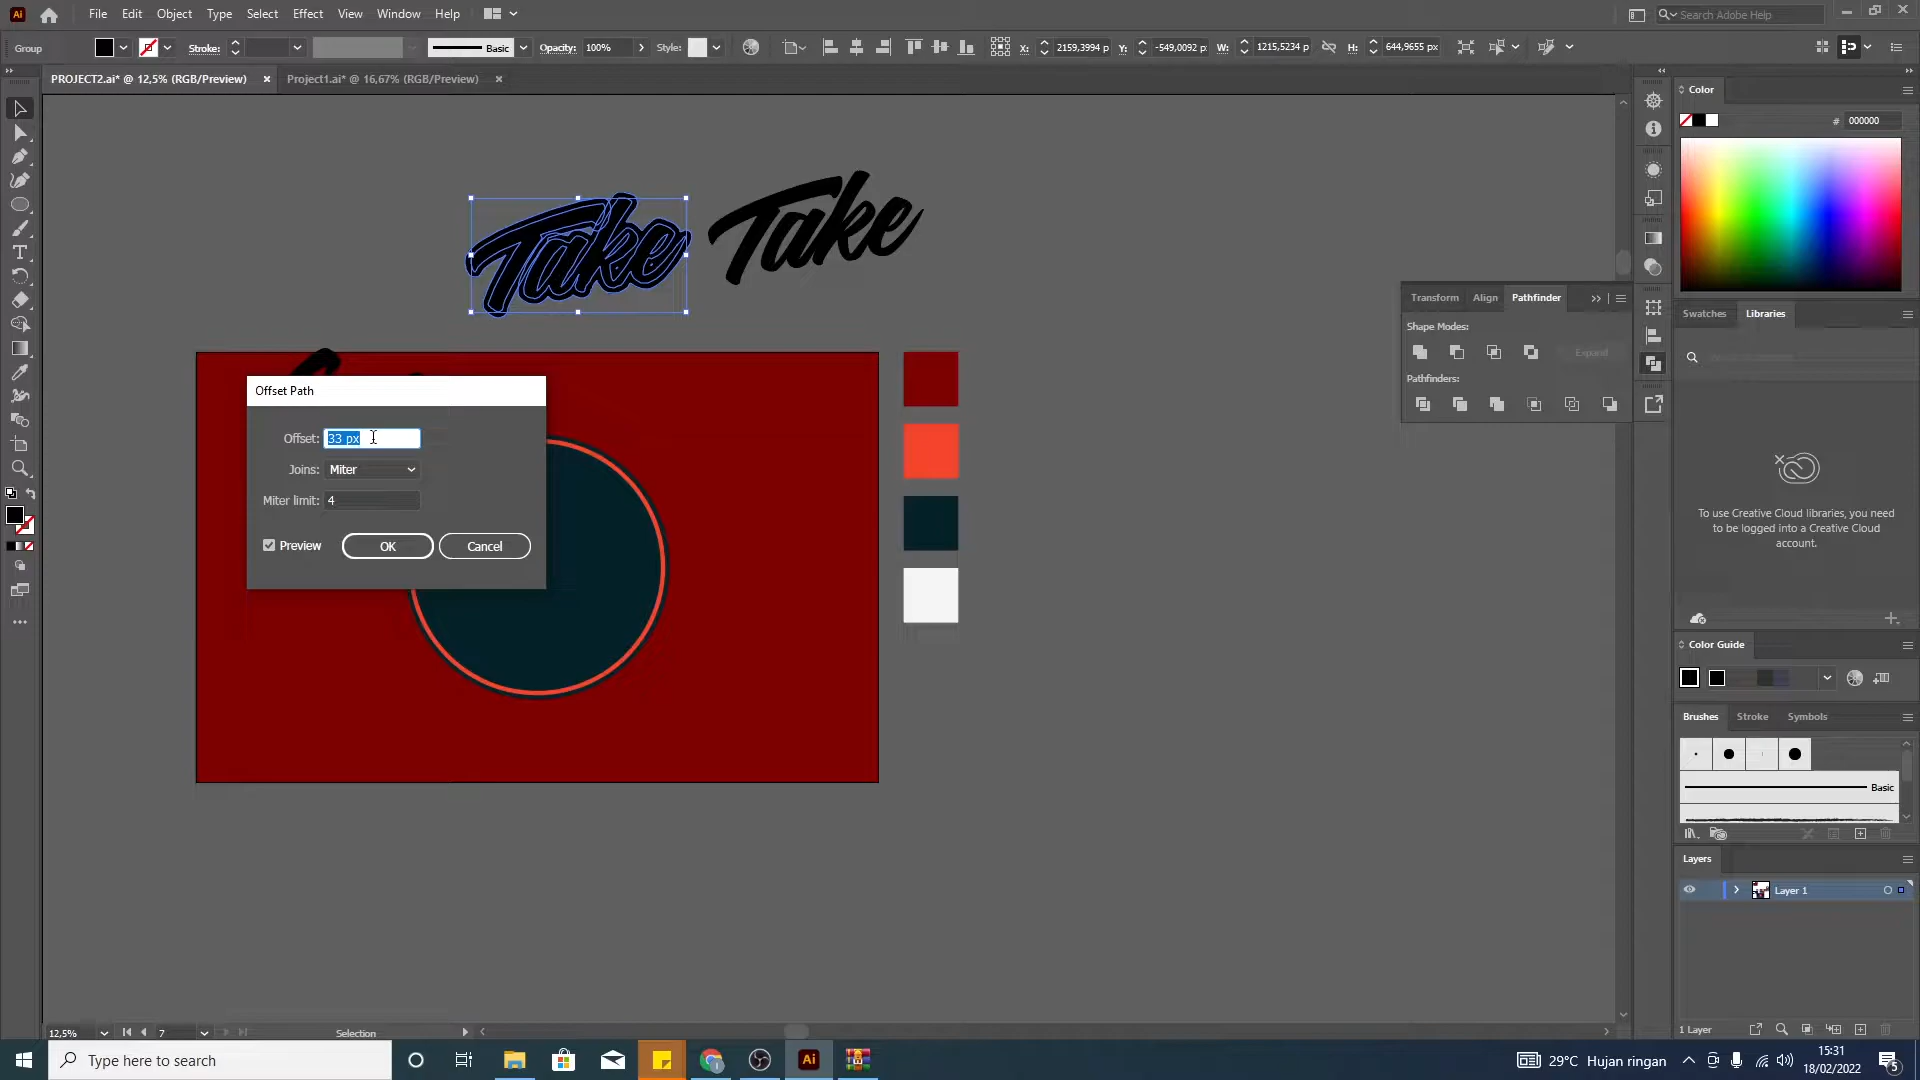 Ai File Edit Object Type Select Effect View Window Help Search Adobe Help
Group Stroke: Basic Opacity: 100% Style: X: 2159,3994 p Y: -549,0092 p W: 1215,5234 p H: 644,9655 px
PROJECT2.ai* @ 12,5% (RGB/Preview) × Project1.ai* @ 16,67% (RGB/Preview) ×
Color
# 000000
Take Take
Transform Align Pathfinder
Shape Modes:
Expand
Pathfinders:
Swatches Libraries
To use Creative Cloud libraries, you need
to be logged into a Creative Cloud
account.
Offset Path
Offset: 33 px
Joins: Miter
Miter limit: 4
Preview OK Cancel
Color Guide
Brushes Stroke Symbols
Basic
Layers
Layer 1
1 Layer
12,5% 7 Selection
Type here to search
Ai
29°C Hujan ringan
15:31
18/02/2022
5